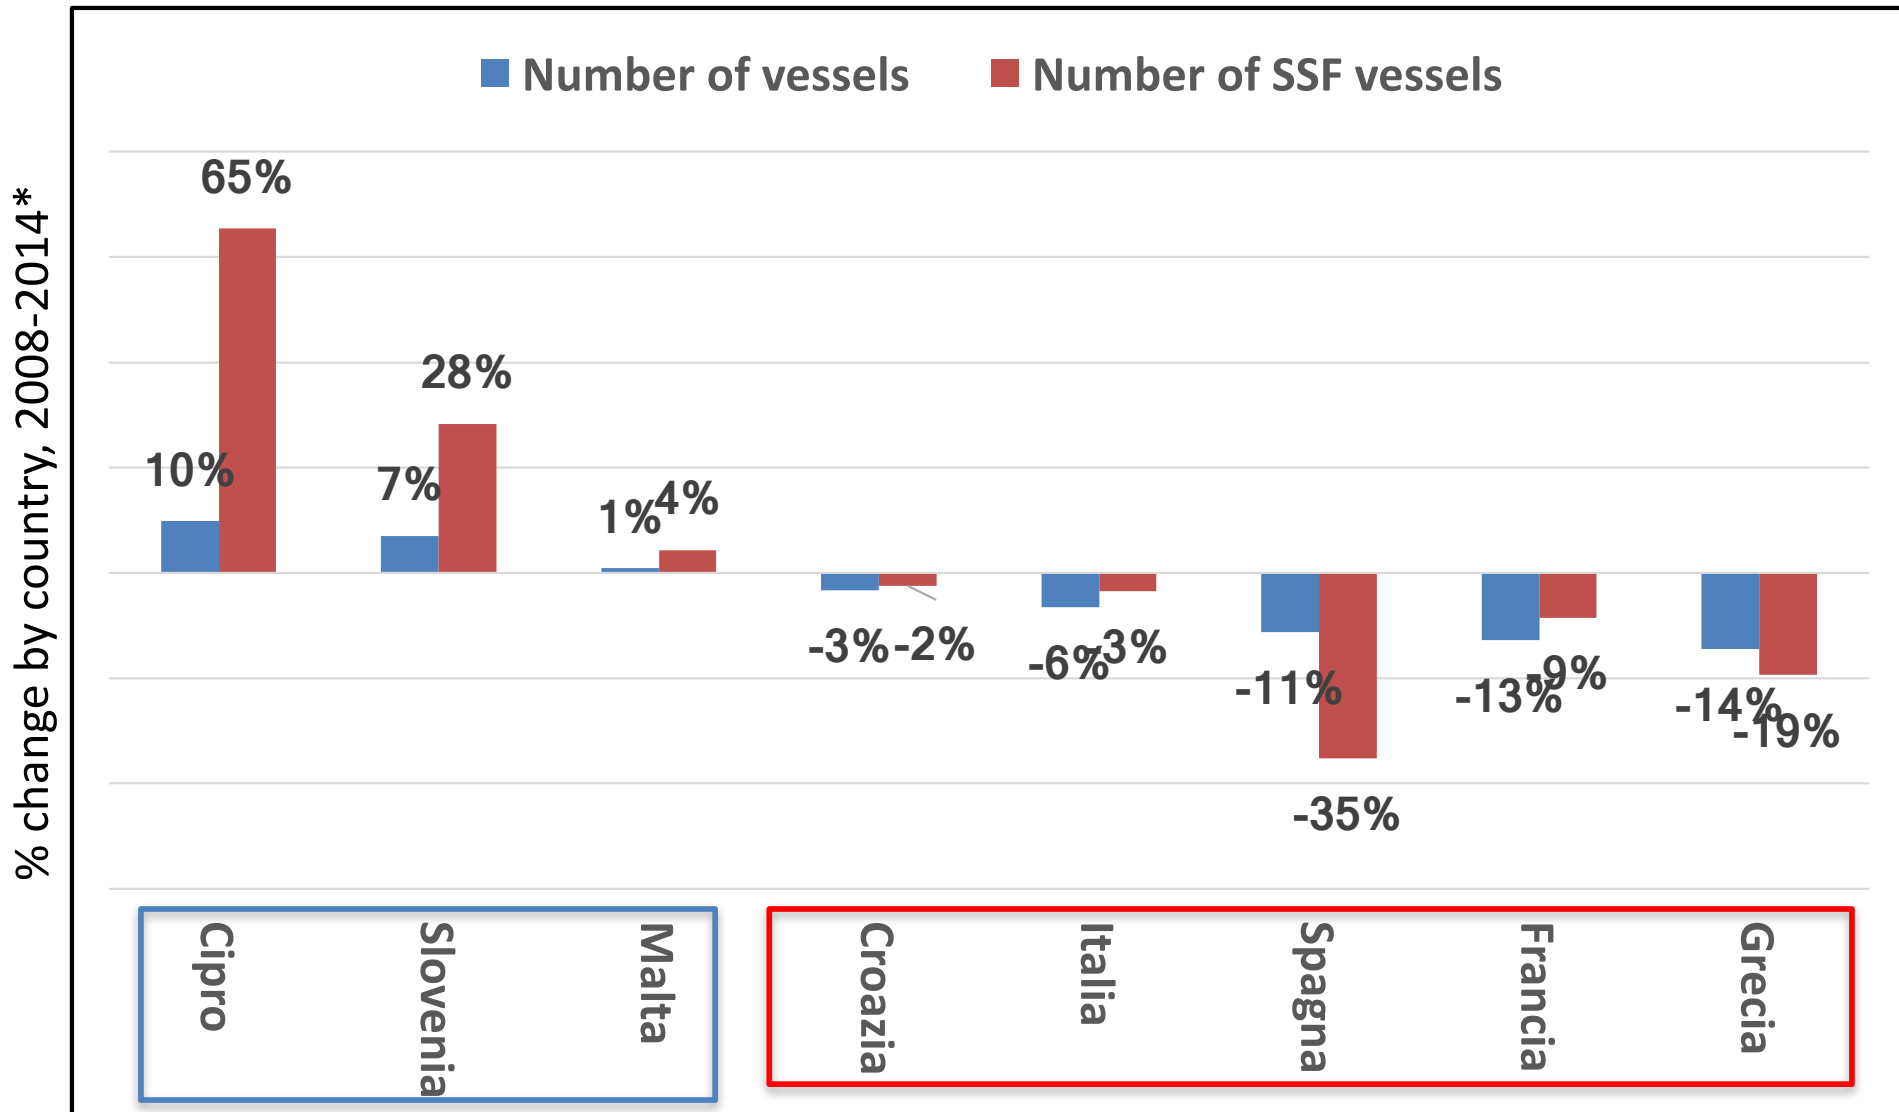 Number of vessels
Number of SSF vessels
% change by country, 2008-2014*
65%
10%
28%
7%
1%
4%
-3%
-2%
-6%
-3%
-11%
-35%
-13%
-9%
-14%
-19%
Cipro
Slovenia
Malta
Croazia
Italia
Spagna
Francia
Grecia